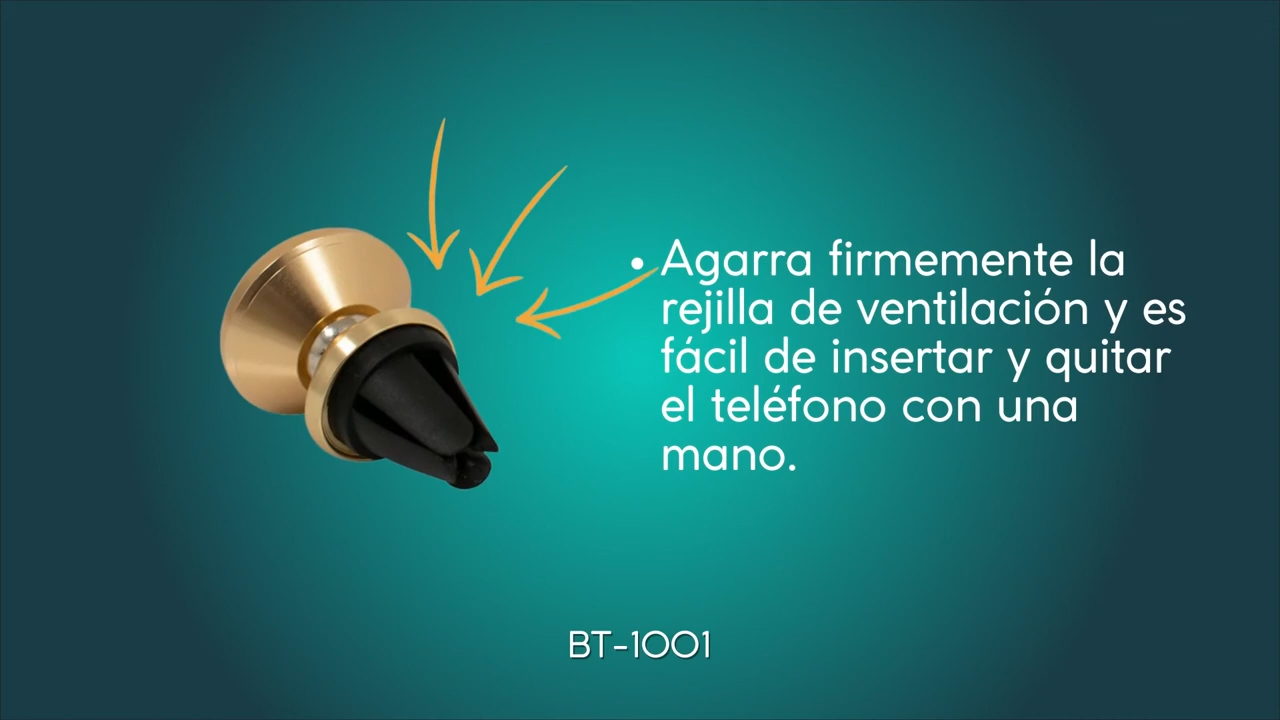 • Agarra firmemente la
rejilla de ventilación y es
fácil de insertar y quitar
el teléfono con una
mano.
BT-1001